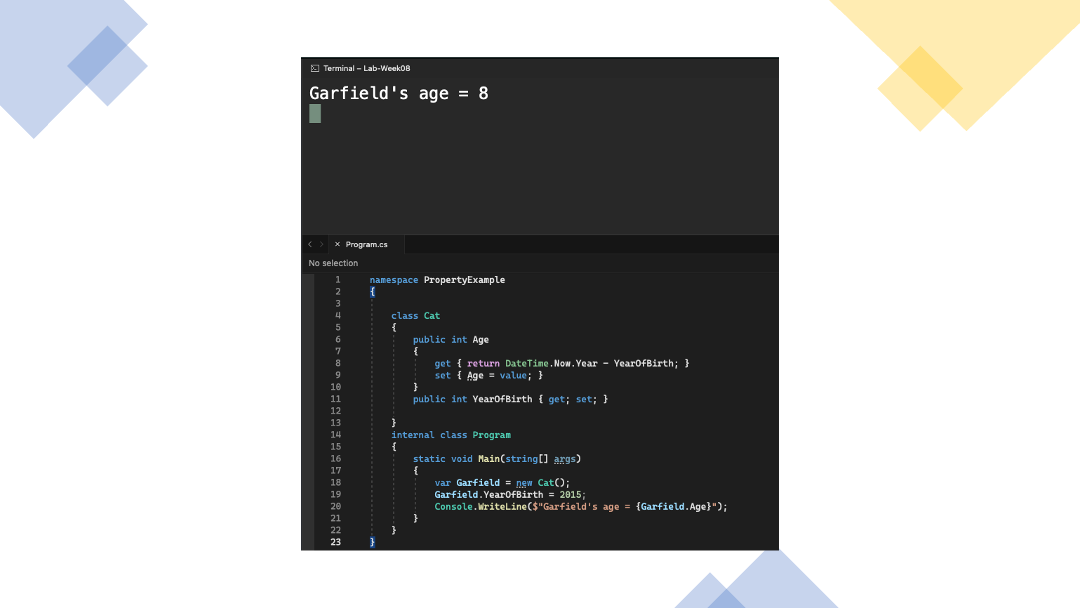 Terminal – Lab-Week08
Garfield's age = 8
Program.cs
No selection
1 namespace PropertyExample
2 {
3
4 class Cat
5 {
6 public int Age
7 {
8 get { return DateTime.Now.Year - YearOfBirth; }
9 set { Age = value; }
10 }
11 public int YearOfBirth { get; set; }
12
13 }
14 internal class Program
15 {
16 static void Main(string[] args)
17 {
18 var Garfield = new Cat();
19 Garfield.YearOfBirth = 2015;
20 Console.WriteLine($"Garfield's age = {Garfield.Age}");
21 }
22 }
23 }